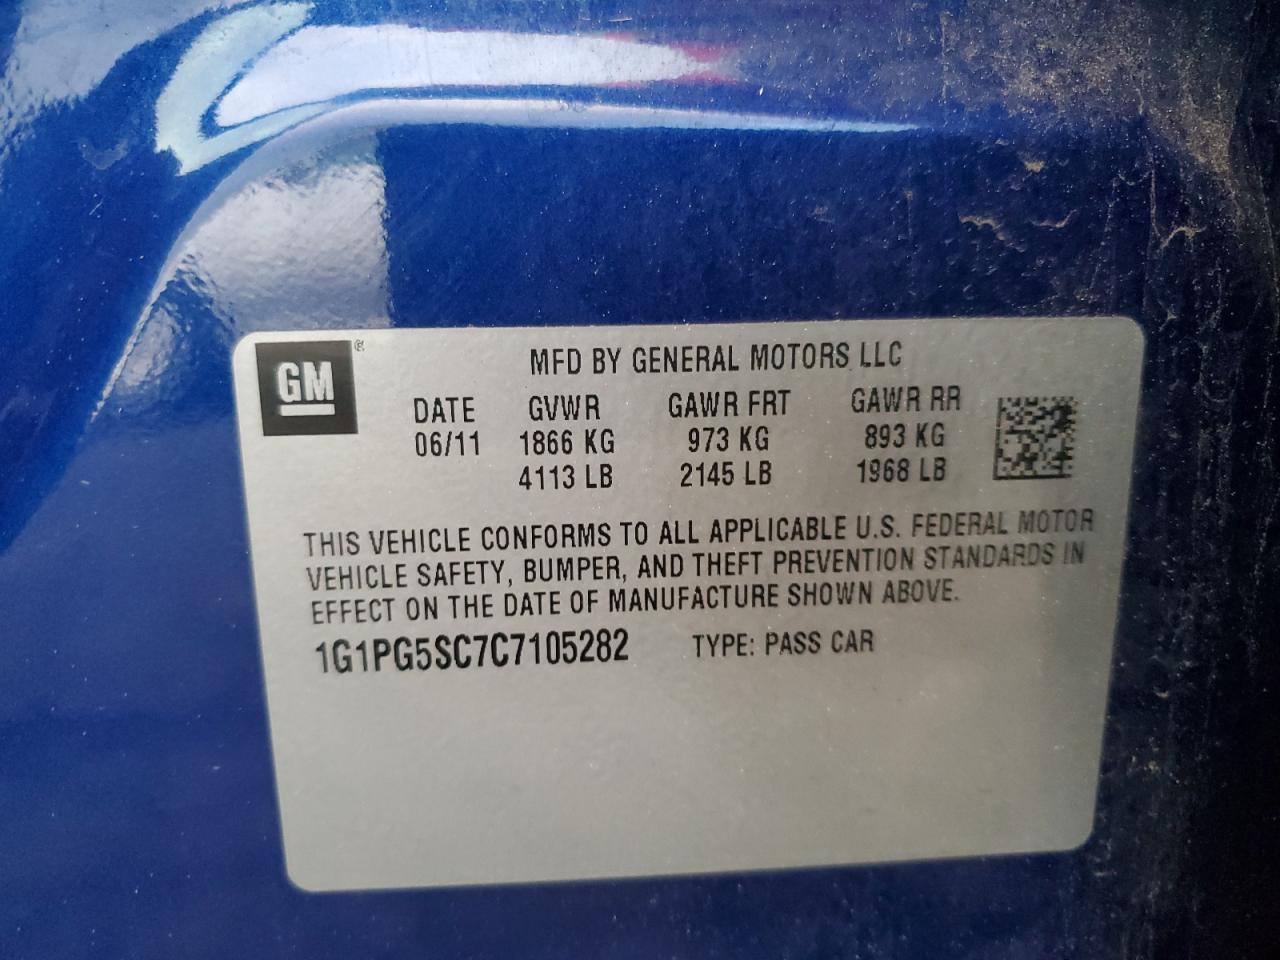 GM ®
MFD BY GENERAL MOTORS LLC
DATE GVWR GAWR FRT GAWR RR
06/11 1866 KG 973 KG 893 KG
4113 LB 2145 LB 1968 LB
THIS VEHICLE CONFORMS TO ALL APPLICABLE U.S. FEDERAL MOTOR
VEHICLE SAFETY, BUMPER, AND THEFT PREVENTION STANDARDS IN
EFFECT ON THE DATE OF MANUFACTURE SHOWN ABOVE.
1G1PG5SC7C7105282 TYPE: PASS CAR